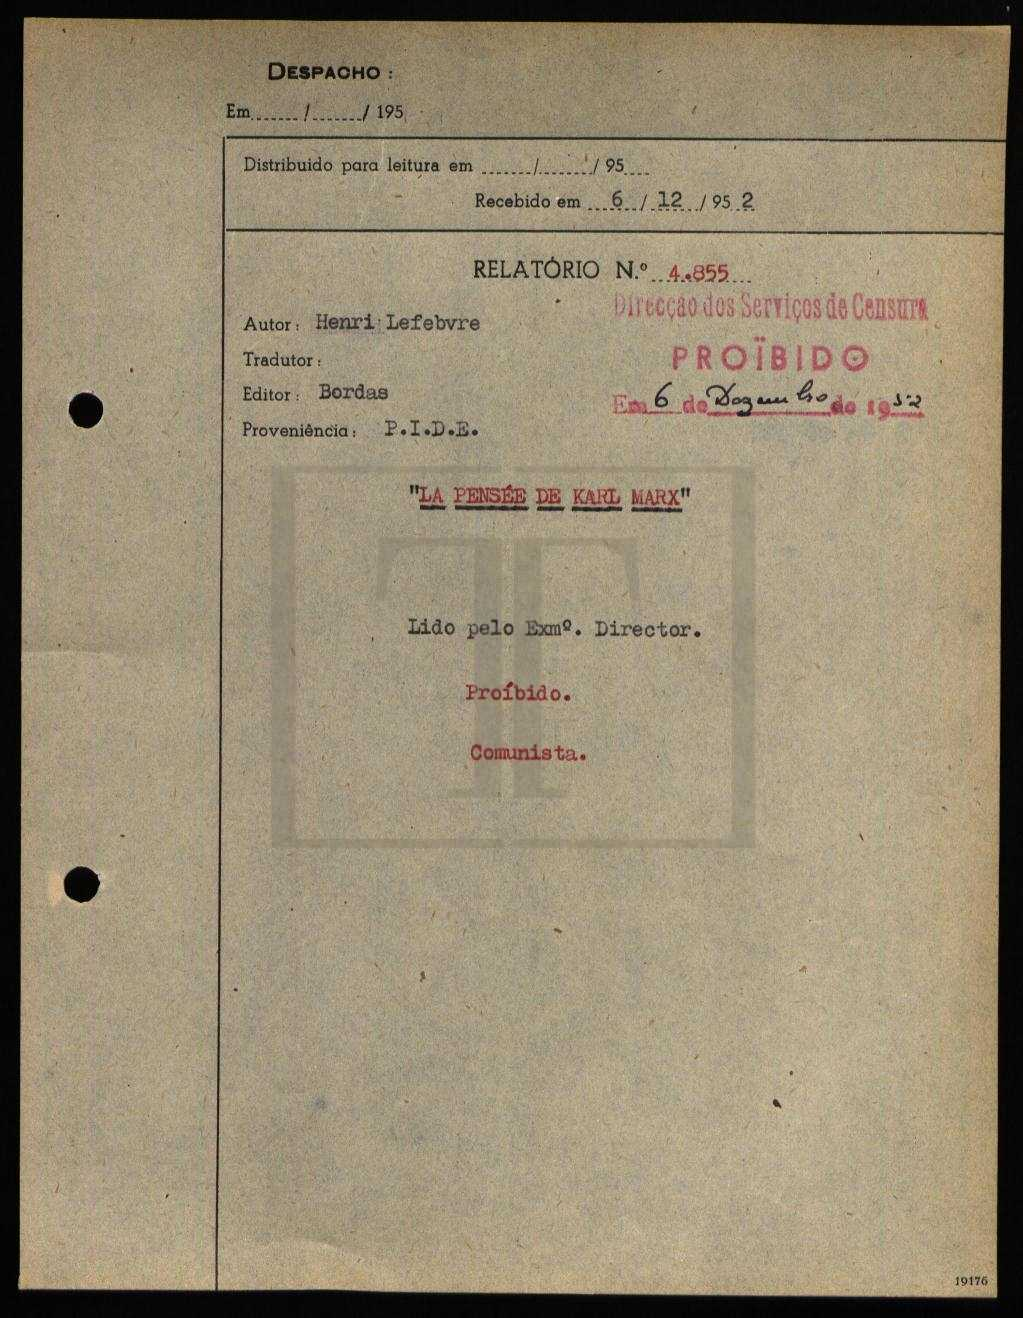 DESPACHO :
Em ....../......./ 195
Distribuido para leitura em ......./......../ 95....
Recebido em ...6.../..12.../ 95.2
RELATÓRIO N.º ..4.855...
Direcção dos Serviços de Censura
Autor: Henri Lefebvre
PROÏBIDO
Tradutor:
Editor: Bordas
Em 6 de Dezembro de 1952
Proveniência: P.I.D.E.
"LA PENSÉE DE KARL MARX"
Lido pelo Exmº. Director.
Proíbido.
Comunista.
19176